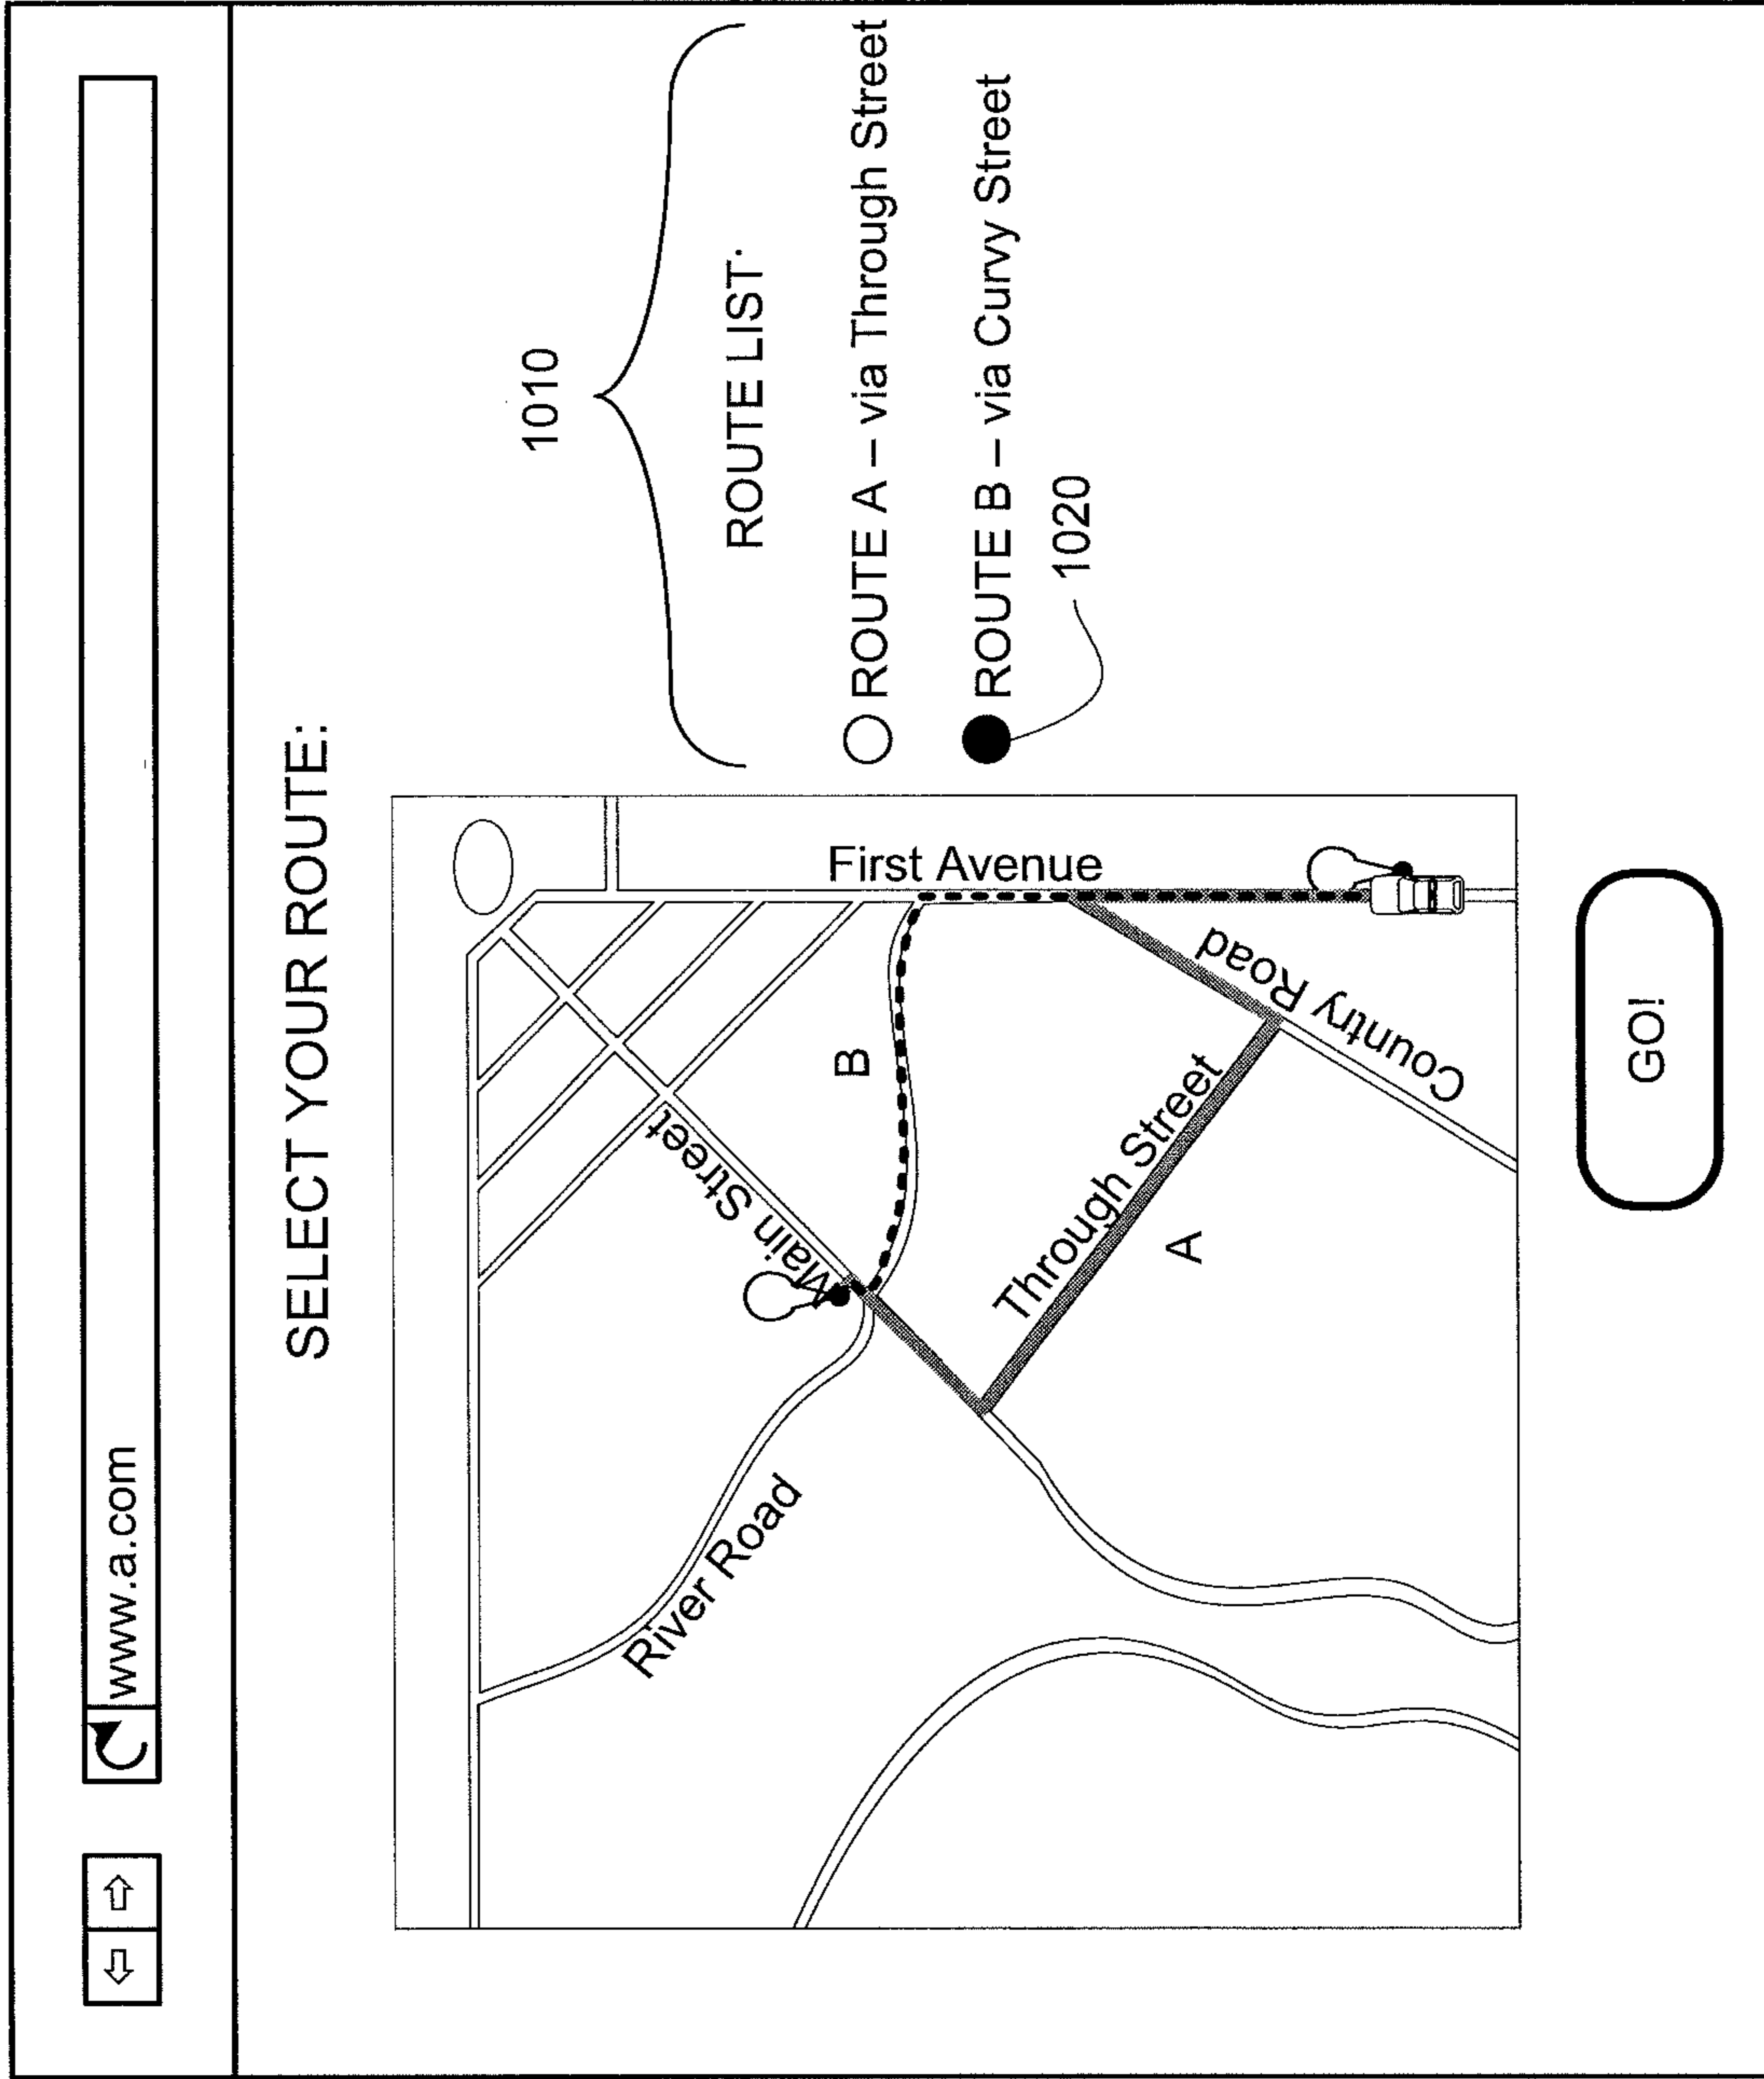 www.a.com
SELECT YOUR ROUTE:
1010
ROUTE LIST:
ROUTE A – via Through Street
ROUTE B – via Curvy Street
1020
First Avenue
Main Street
B
River Road
Through Street
A
Country Road
GO!